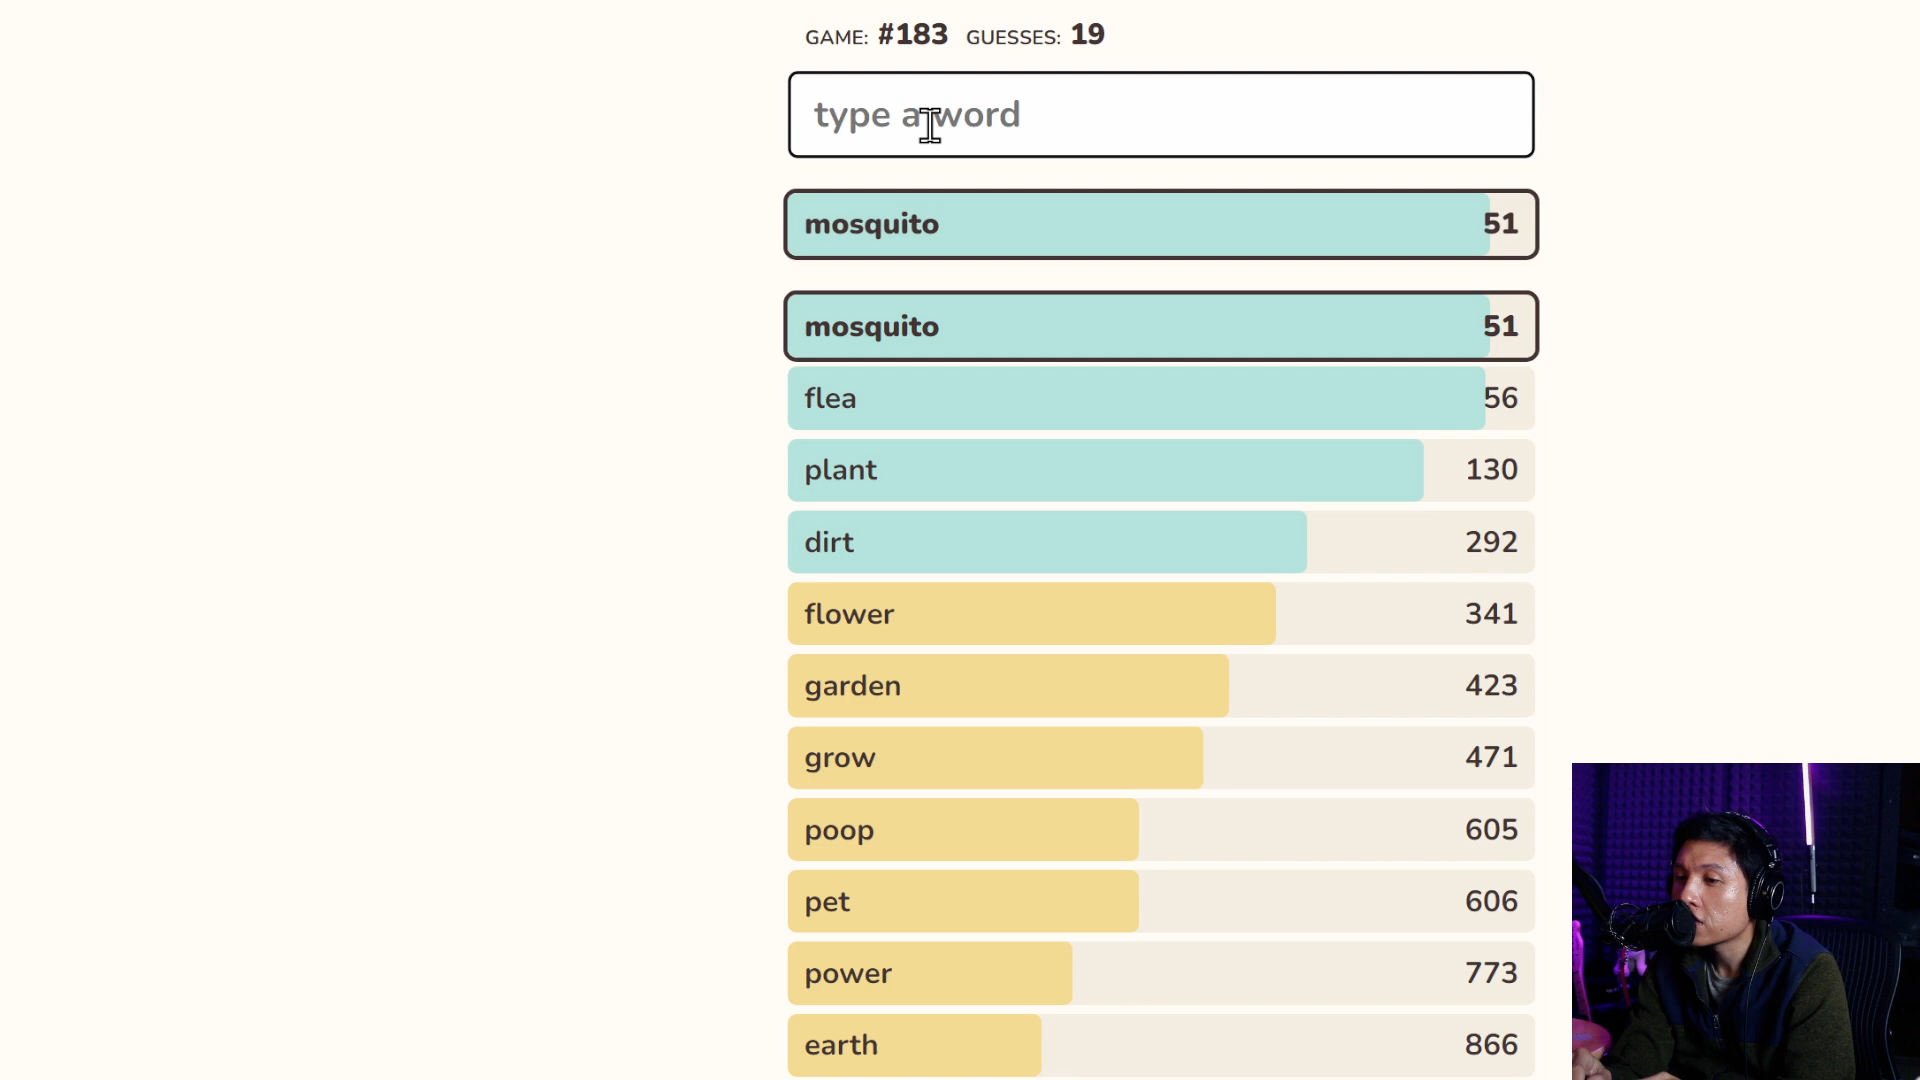 GAME: #183 GUESSES: 19
type a word
mosquito 51
mosquito 51
flea 56
plant 130
dirt 292
flower 341
garden 423
grow 471
poop 605
pet 606
power 773
earth 866